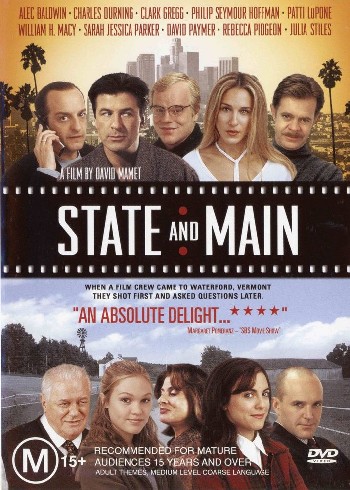 ALEC BALDWIN • CHARLES DURNING • CLARK GREGG • PHILIP SEYMOUR HOFFMAN • PATTI LuPONE
WILLIAM H. MACY • SARAH JESSICA PARKER • DAVID PAYMER • REBECCA PIDGEON • JULIA STILES
A FILM BY DAVID MAMET
STATE AND MAIN
WHEN A FILM CREW CAME TO WATERFORD, VERMONT
THEY SHOT FIRST AND ASKED QUESTIONS LATER.
"AN ABSOLUTE DELIGHT... ★★★★"
MARGARET POMERANZ – "SBS MOVIE SHOW"
M 15+
RECOMMENDED FOR MATURE
AUDIENCES 15 YEARS AND OVER
ADULT THEMES, MEDIUM LEVEL COARSE LANGUAGE
DVD
VIDEO